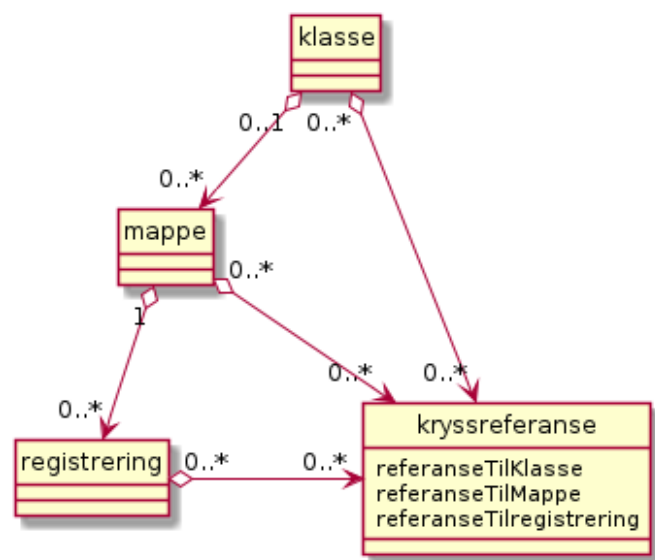 klasse
0..1
0..*
0..*
mappe
0..*
1
0..*
0..*
0..*
kryssreferanse
registrering
0..*
0..*
referanseTilKlasse
referanseTilMappe
referanseTilregistrering